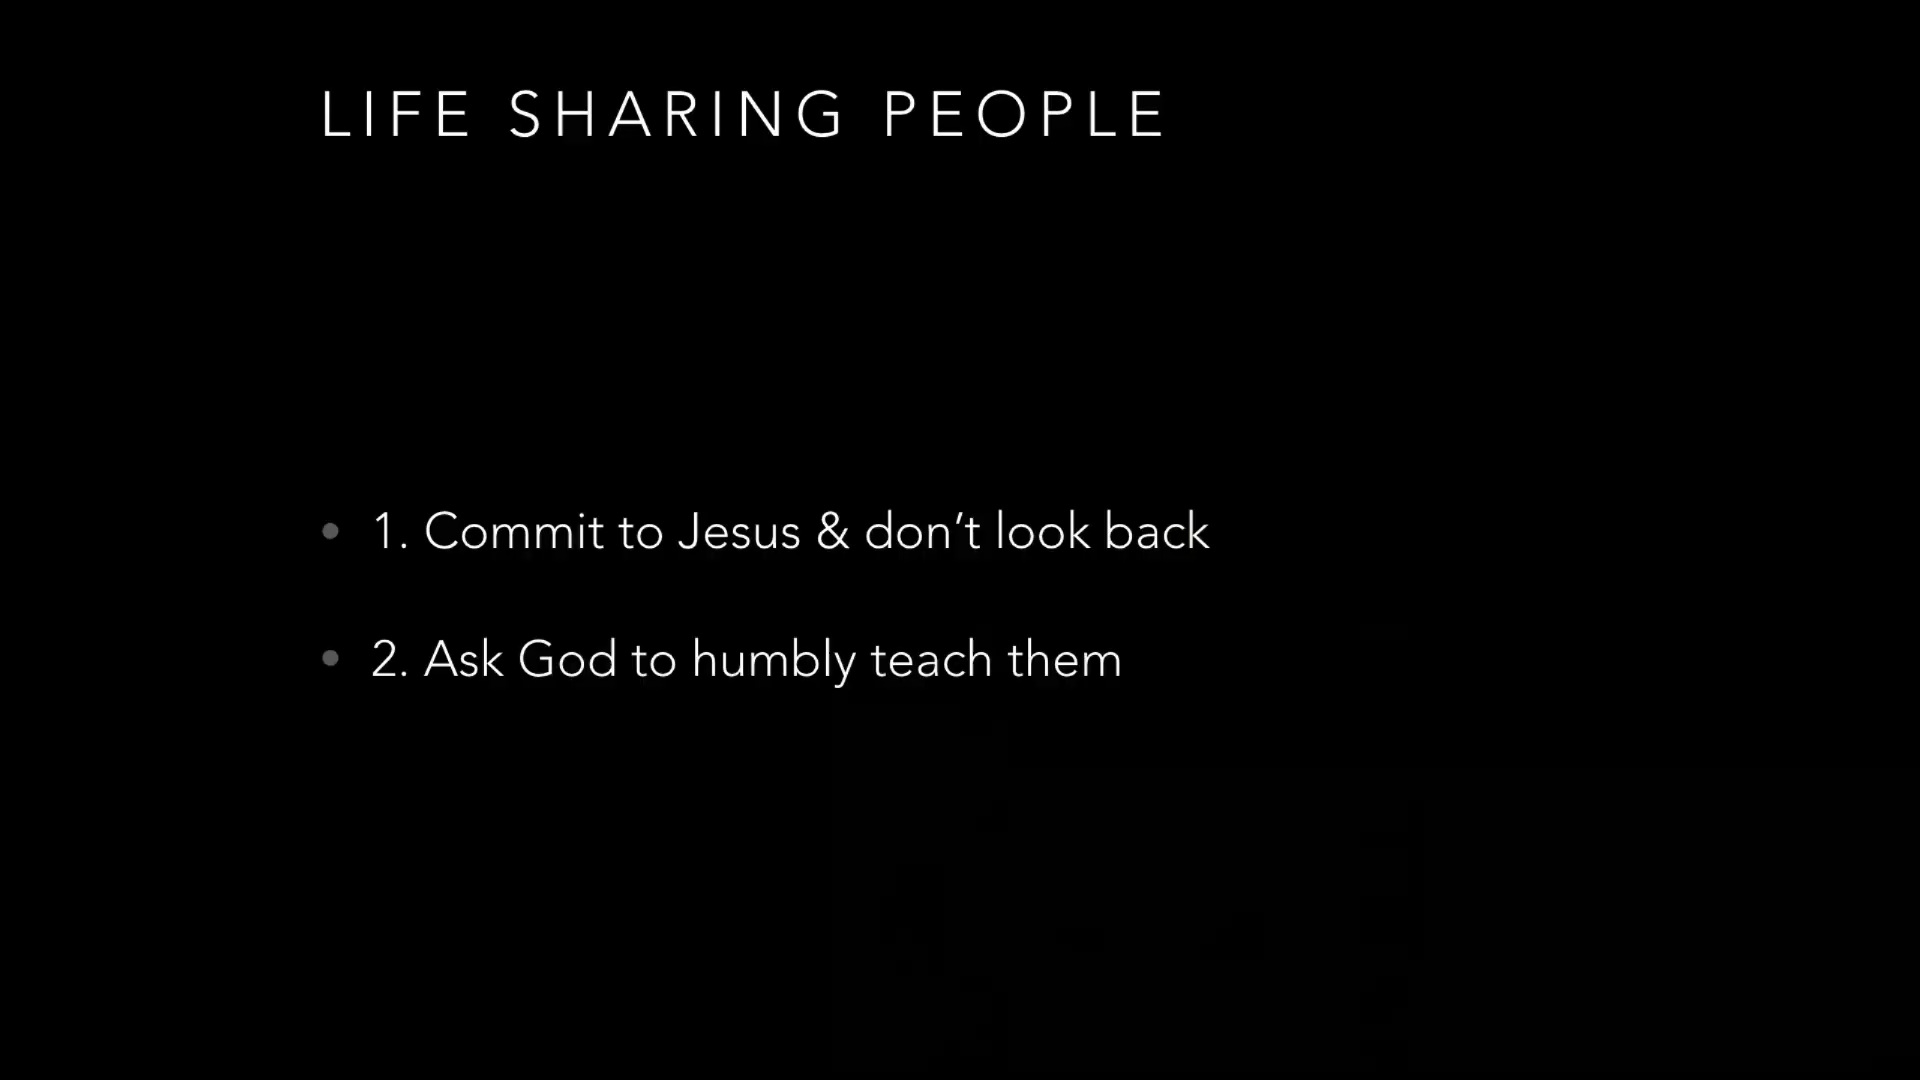 LIFE SHARING PEOPLE
• 1. Commit to Jesus & don’t look back
• 2. Ask God to humbly teach them